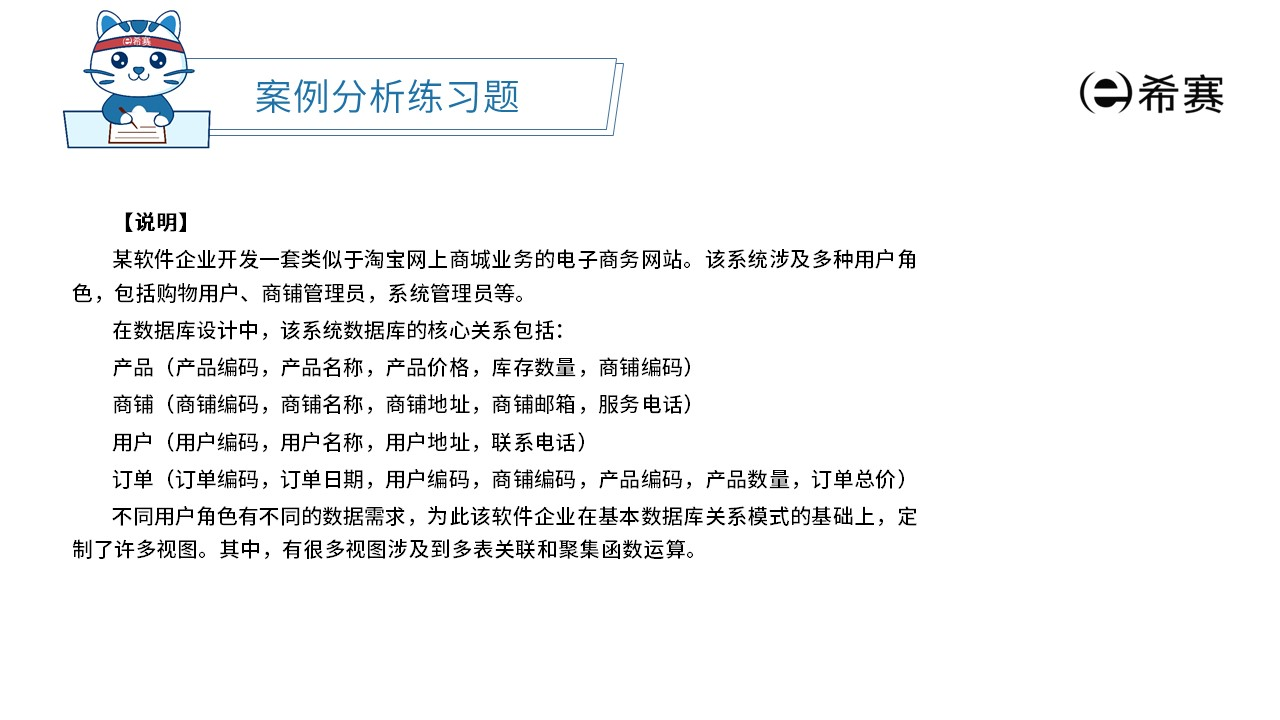 (e)希赛
案例分析练习题
(e)希赛
【说明】
某软件企业开发一套类似于淘宝网上商城业务的电子商务网站。该系统涉及多种用户角
色，包括购物用户、商铺管理员，系统管理员等。
在数据库设计中，该系统数据库的核心关系包括：
产品（产品编码，产品名称，产品价格，库存数量，商铺编码）
商铺（商铺编码，商铺名称，商铺地址，商铺邮箱，服务电话）
用户（用户编码，用户名称，用户地址，联系电话）
订单（订单编码，订单日期，用户编码，商铺编码，产品编码，产品数量，订单总价）
不同用户角色有不同的数据需求，为此该软件企业在基本数据库关系模式的基础上，定
制了许多视图。其中，有很多视图涉及到多表关联和聚集函数运算。